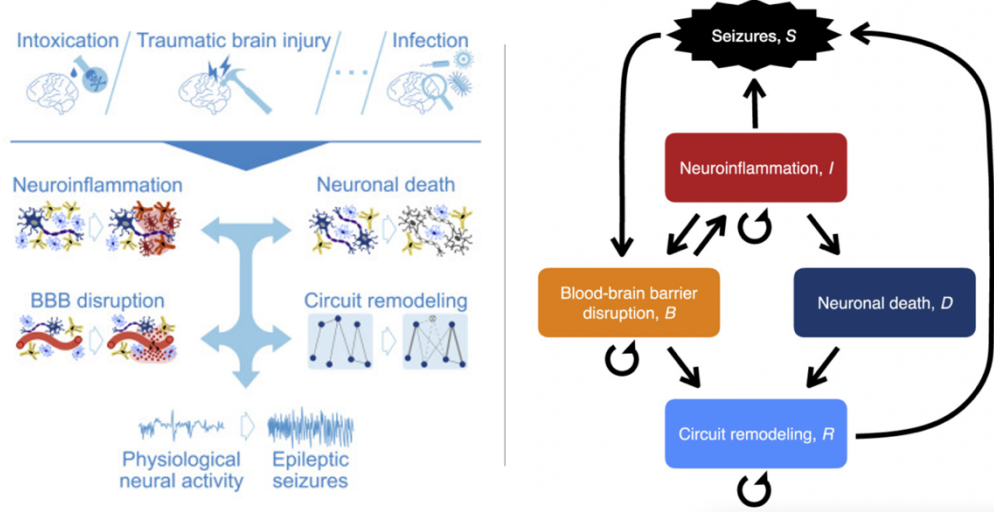 Intoxication
Traumatic brain injury
...
Infection
Neuroinflammation
Neuronal death
BBB disruption
Circuit remodeling
Physiological
neural activity
Epileptic
seizures
Seizures, S
Neuroinflammation, I
Blood-brain barrier
disruption, B
Neuronal death, D
Circuit remodeling, R